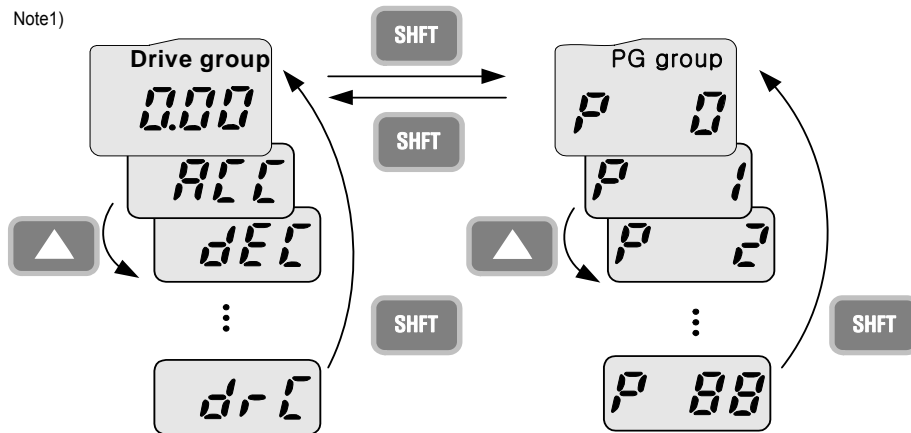 Note1)
SHFT
Drive group
PG group
0.00
P 0
SHFT
ACC
P 1
dEC
P 2
SHFT
SHFT
drC
P 88